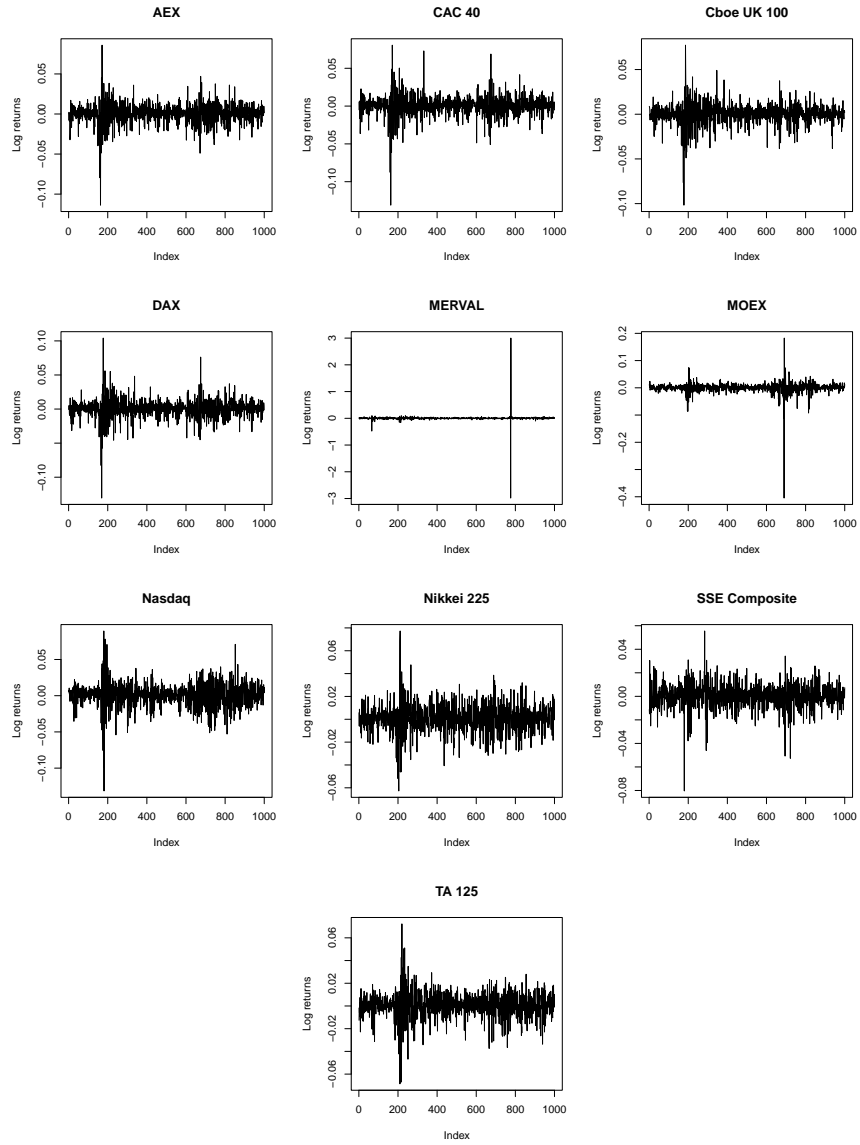 AEX
Log returns
0.05
0.00
−0.05
−0.10
0 200 400 600 800 1000
Index
CAC 40
Log returns
0.05
0.00
−0.05
−0.10
0 200 400 600 800 1000
Index
Cboe UK 100
Log returns
0.05
0.00
−0.05
−0.10
0 200 400 600 800 1000
Index
DAX
Log returns
0.10
0.05
0.00
−0.10
0 200 400 600 800 1000
Index
MERVAL
Log returns
3
2
1
0
−1
−2
−3
0 200 400 600 800 1000
Index
MOEX
Log returns
0.2
0.1
0.0
−0.2
−0.4
0 200 400 600 800 1000
Index
Nasdaq
Log returns
0.05
0.00
−0.05
−0.10
0 200 400 600 800 1000
Index
Nikkei 225
Log returns
0.06
0.02
−0.02
−0.06
0 200 400 600 800 1000
Index
SSE Composite
Log returns
0.04
0.00
−0.04
−0.08
0 200 400 600 800 1000
Index
TA 125
Log returns
0.06
0.02
−0.02
−0.06
0 200 400 600 800 1000
Index